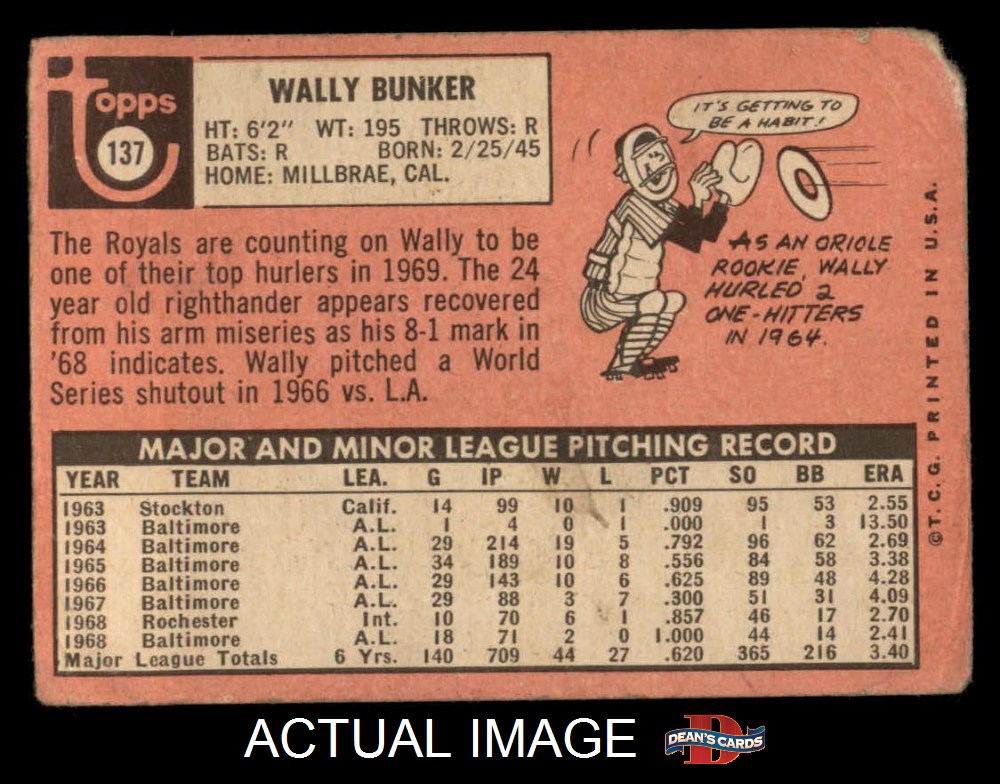 topps
137
WALLY BUNKER
HT: 6'2" WT: 195 THROWS: R
BATS: R BORN: 2/25/45
HOME: MILLBRAE, CAL.
The Royals are counting on Wally to be
one of their top hurlers in 1969. The 24
year old righthander appears recovered
from his arm miseries as his 8-1 mark in
'68 indicates. Wally pitched a World
Series shutout in 1966 vs. L.A.
IT'S GETTING TO
BE A HABIT!
AS AN ORIOLE
ROOKIE, WALLY
HURLED 2
ONE-HITTERS
IN 1964.
©T. C. G. PRINTED IN U.S.A.
MAJOR AND MINOR LEAGUE PITCHING RECORD
YEAR TEAM LEA. G IP W L PCT SO BB ERA
1963 Stockton Calif. 14 99 10 1 .909 95 53 2.55
1963 Baltimore A.L. 1 4 0 1 .000 1 3 13.50
1964 Baltimore A.L. 29 214 19 5 .792 96 62 2.69
1965 Baltimore A.L. 34 189 10 8 .556 84 58 3.38
1966 Baltimore A.L. 29 143 10 6 .625 89 48 4.28
1967 Baltimore A.L. 29 88 3 7 .300 51 31 4.09
1968 Rochester Int. 10 70 6 1 .857 46 17 2.70
1968 Baltimore A.L. 18 71 2 0 1.000 44 14 2.41
Major League Totals 6 Yrs. 140 709 44 27 .620 365 216 3.40
ACTUAL IMAGE
D
DEAN'S CARDS